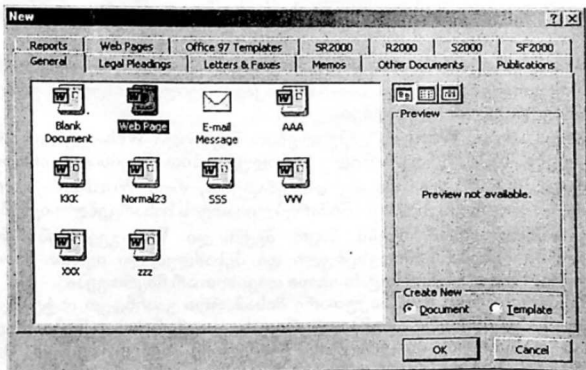 New
Reports Web Pages Office 97 Templates SR2000 R2000 S2000 SF2000
General Legal Pleadings Letters & Faxes Memos Other Documents Publications
Blank Document Web Page E-mail Message AAA
KKK Normal23 SSS VVV
XXX zzz
Preview
Preview not available.
Create New
Document Template
OK Cancel